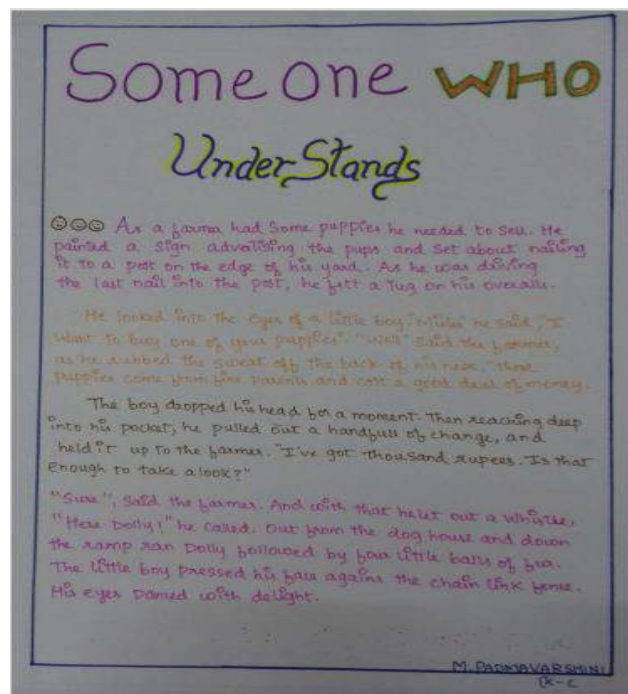 Someone WHO
UnderStands
As a farma had Some puppies he needed to sell. He
painted a sign advertising the pups and set about nailing
it to a post on the edge of his yard. As he was driving
the last nail into the post, he felt a tug on his overalls.
He looked into the eyes of a little boy, "Mister" he said, "I
want to buy one of your puppies" "Well" said the farmer,
as he rubbed the sweat off the back of his neck, "these
puppies come from fine parents and cost a good deal of money.
The boy dropped his head for a moment. Then reaching deep
into his pocket, he pulled out a handfull of change, and
held it up to the farmer. "I've got thousand rupees. Is that
enough to take a look?"
"Sure", said the farmer. And with that he let out a whistle,
"Here Dolly!" he called. Out from the dog house and down
the ramp ran Dolly followed by four little balls of fur.
The little boy pressed his face agains the chain link fense.
His eyes Danced with delight.
M. PADMAVARSHINI
IX-C